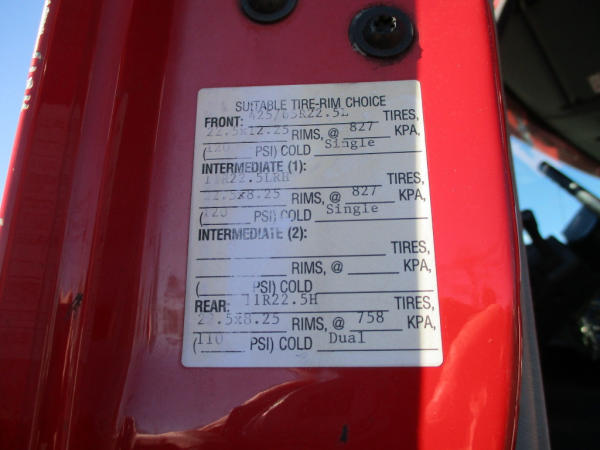 SUITABLE TIRE-RIM CHOICE
FRONT: 425/65R22.5L TIRES,
22.5x12.25 RIMS, @ 827 KPA,
(120 PSI) COLD Single
INTERMEDIATE (1):
11R22.5LRH TIRES,
22.5x8.25 RIMS, @ 827 KPA,
(120 PSI) COLD Single
INTERMEDIATE (2):
TIRES,
RIMS, @ KPA,
( PSI) COLD
REAR: 11R22.5H TIRES,
22.5x8.25 RIMS, @ 758 KPA,
(110 PSI) COLD Dual